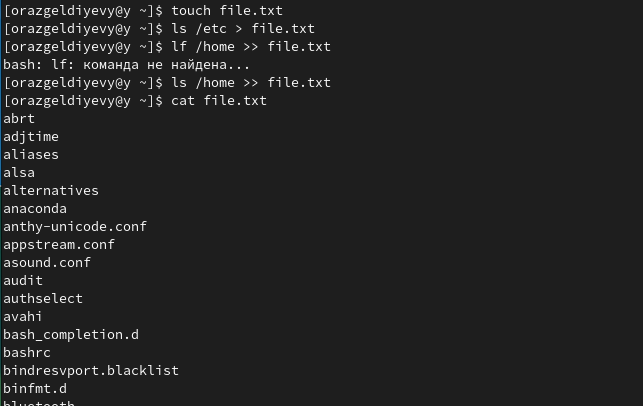 [orazgeldiyevy@y ~]$ touch file.txt
[orazgeldiyevy@y ~]$ ls /etc > file.txt
[orazgeldiyevy@y ~]$ lf /home >> file.txt
bash: lf: команда не найдена...
[orazgeldiyevy@y ~]$ ls /home >> file.txt
[orazgeldiyevy@y ~]$ cat file.txt
abrt
adjtime
aliases
alsa
alternatives
anaconda
anthy-unicode.conf
appstream.conf
asound.conf
audit
authselect
avahi
bash_completion.d
bashrc
bindresvport.blacklist
binfmt.d
bluetooth